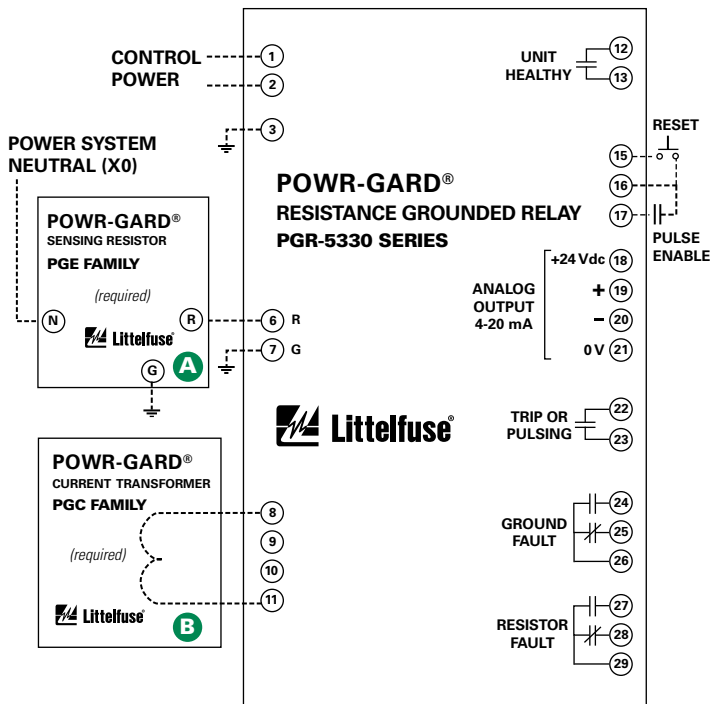 CONTROL
POWER
1
2
3
POWER SYSTEM
NEUTRAL (X0)
POWR-GARD®
SENSING RESISTOR
PGE FAMILY
(required)
N
R
Littelfuse®
G
A
6 R
7 G
POWR-GARD®
CURRENT TRANSFORMER
PGC FAMILY
(required)
Littelfuse®
B
8
9
10
11
POWR-GARD®
RESISTANCE GROUNDED RELAY
PGR-5330 SERIES
Littelfuse®
UNIT
HEALTHY
12
13
RESET
15
16
17
PULSE
ENABLE
ANALOG
OUTPUT
4-20 mA
+24 Vdc 18
+ 19
– 20
0 V 21
TRIP OR
PULSING
22
23
GROUND
FAULT
24
25
26
RESISTOR
FAULT
27
28
29